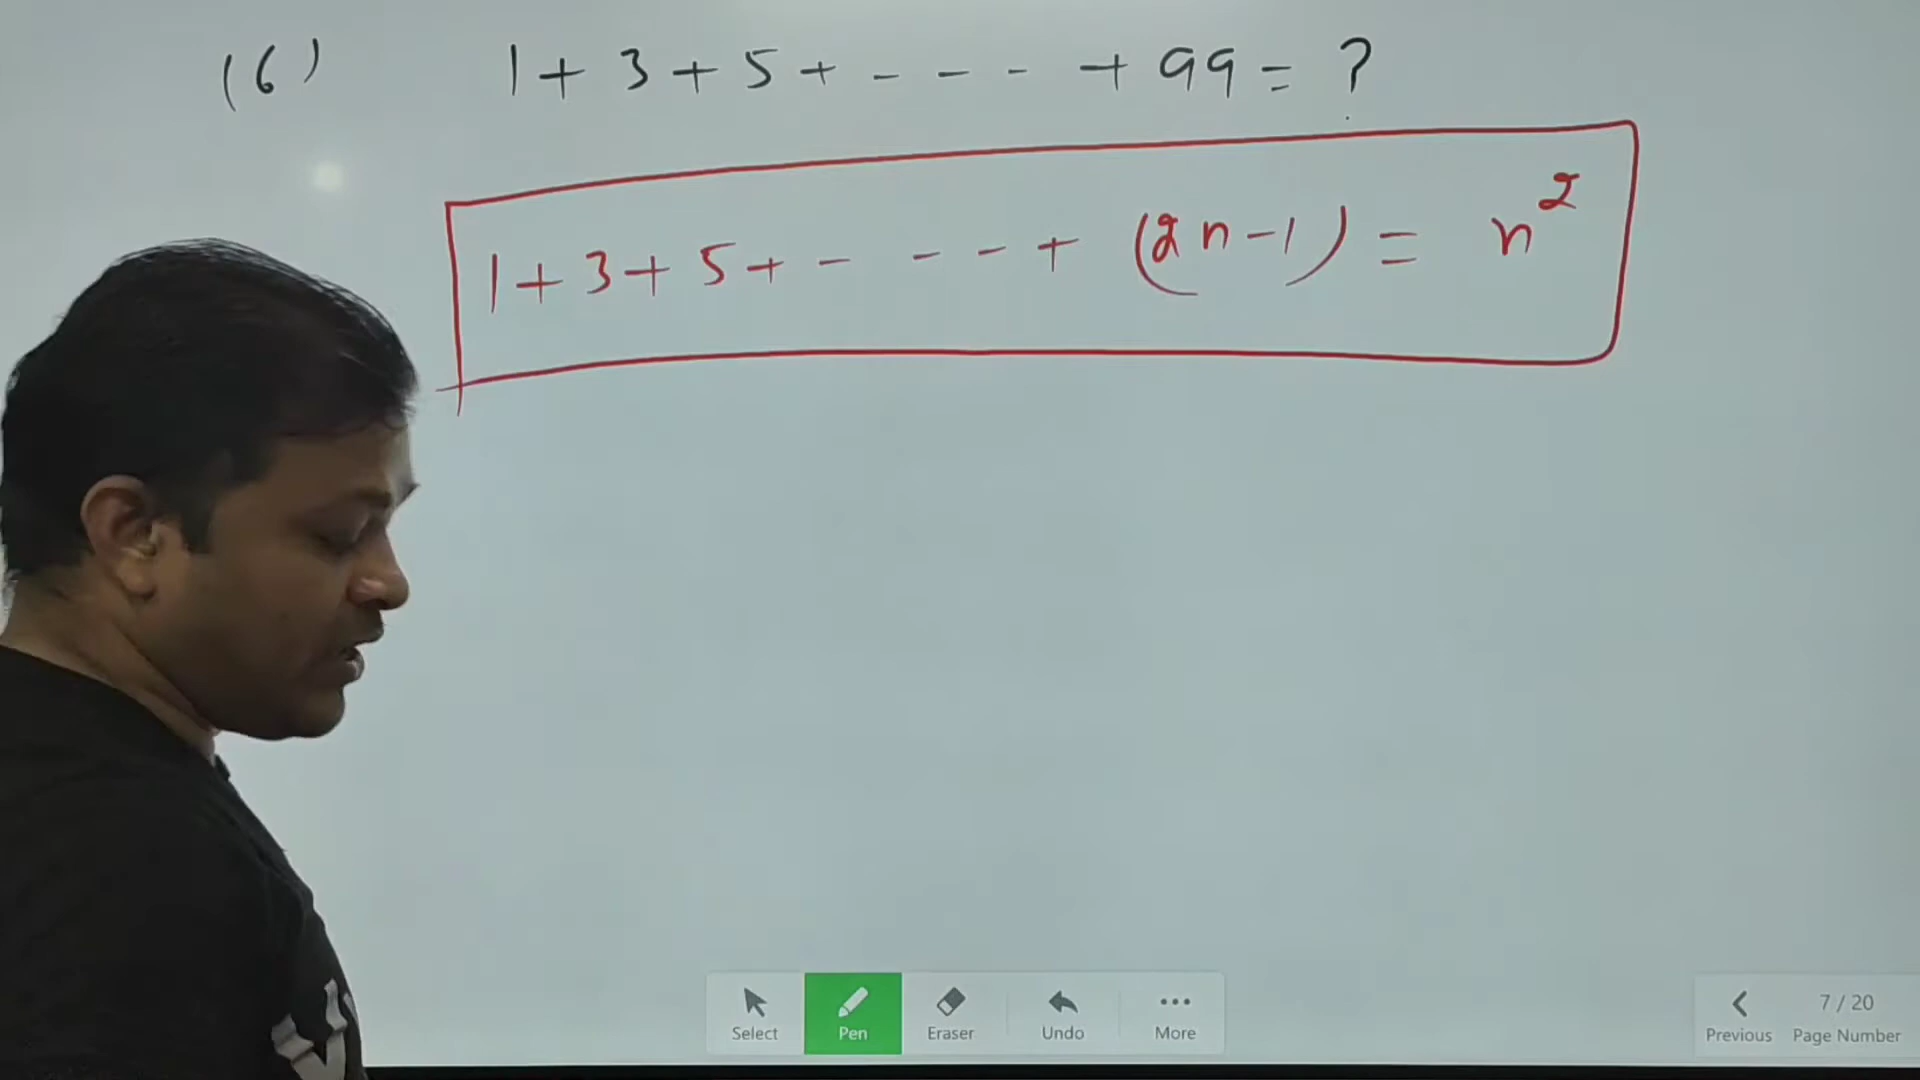 (6) 1 + 3 + 5 + - - - + 99 = ?
1 + 3 + 5 + - - - + (2n-1) = n²
Select Pen Eraser Undo More
Previous 7 / 20 Page Number